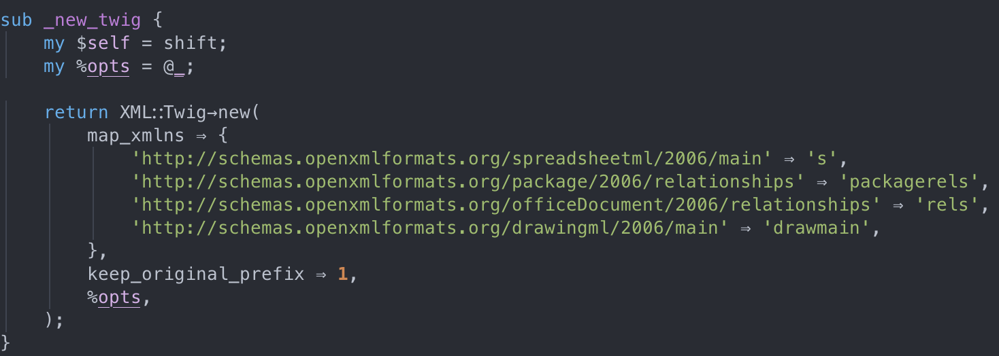 sub _new_twig {
    my $self = shift;
    my %opts = @_;

    return XML::Twig→new(
        map_xmlns ⇒ {
            'http://schemas.openxmlformats.org/spreadsheetml/2006/main' ⇒ 's',
            'http://schemas.openxmlformats.org/package/2006/relationships' ⇒ 'packagerels',
            'http://schemas.openxmlformats.org/officeDocument/2006/relationships' ⇒ 'rels',
            'http://schemas.openxmlformats.org/drawingml/2006/main' ⇒ 'drawmain',
        },
        keep_original_prefix ⇒ 1,
        %opts,
    );
}